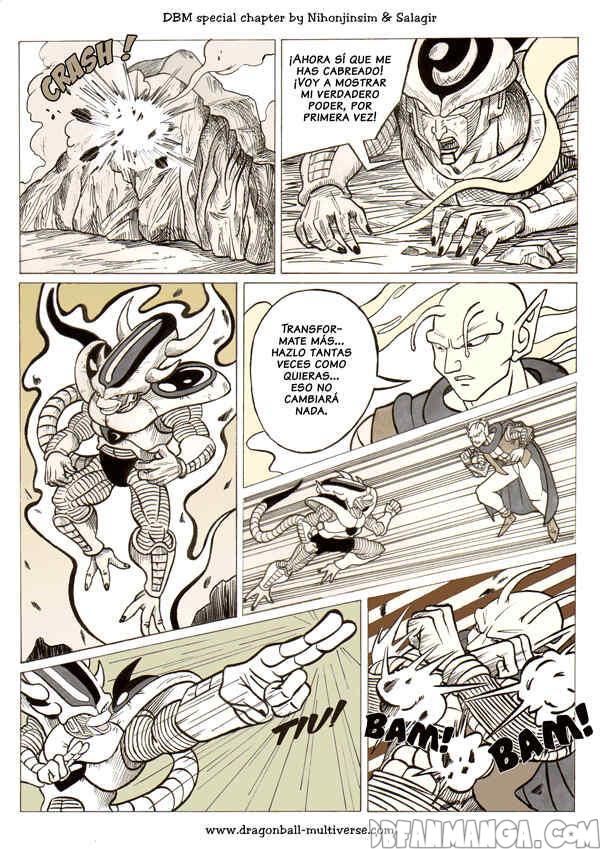 DBM special chapter by Nihonjinsim & Salagir
CRASH!
¡AHORA SÍ QUE ME
HAS CABREADO!
¡VOY A MOSTRAR
MI VERDADERO
PODER, POR
PRIMERA VEZ!
TRANSFOR-
MATE MÁS...
HAZLO TANTAS
VECES COMO
QUIERAS...
ESO NO
CAMBIARÁ
NADA.
TIU!
BAM!
BAM!
www.dragonball-multiverse.com
DBFANMANGA.COM